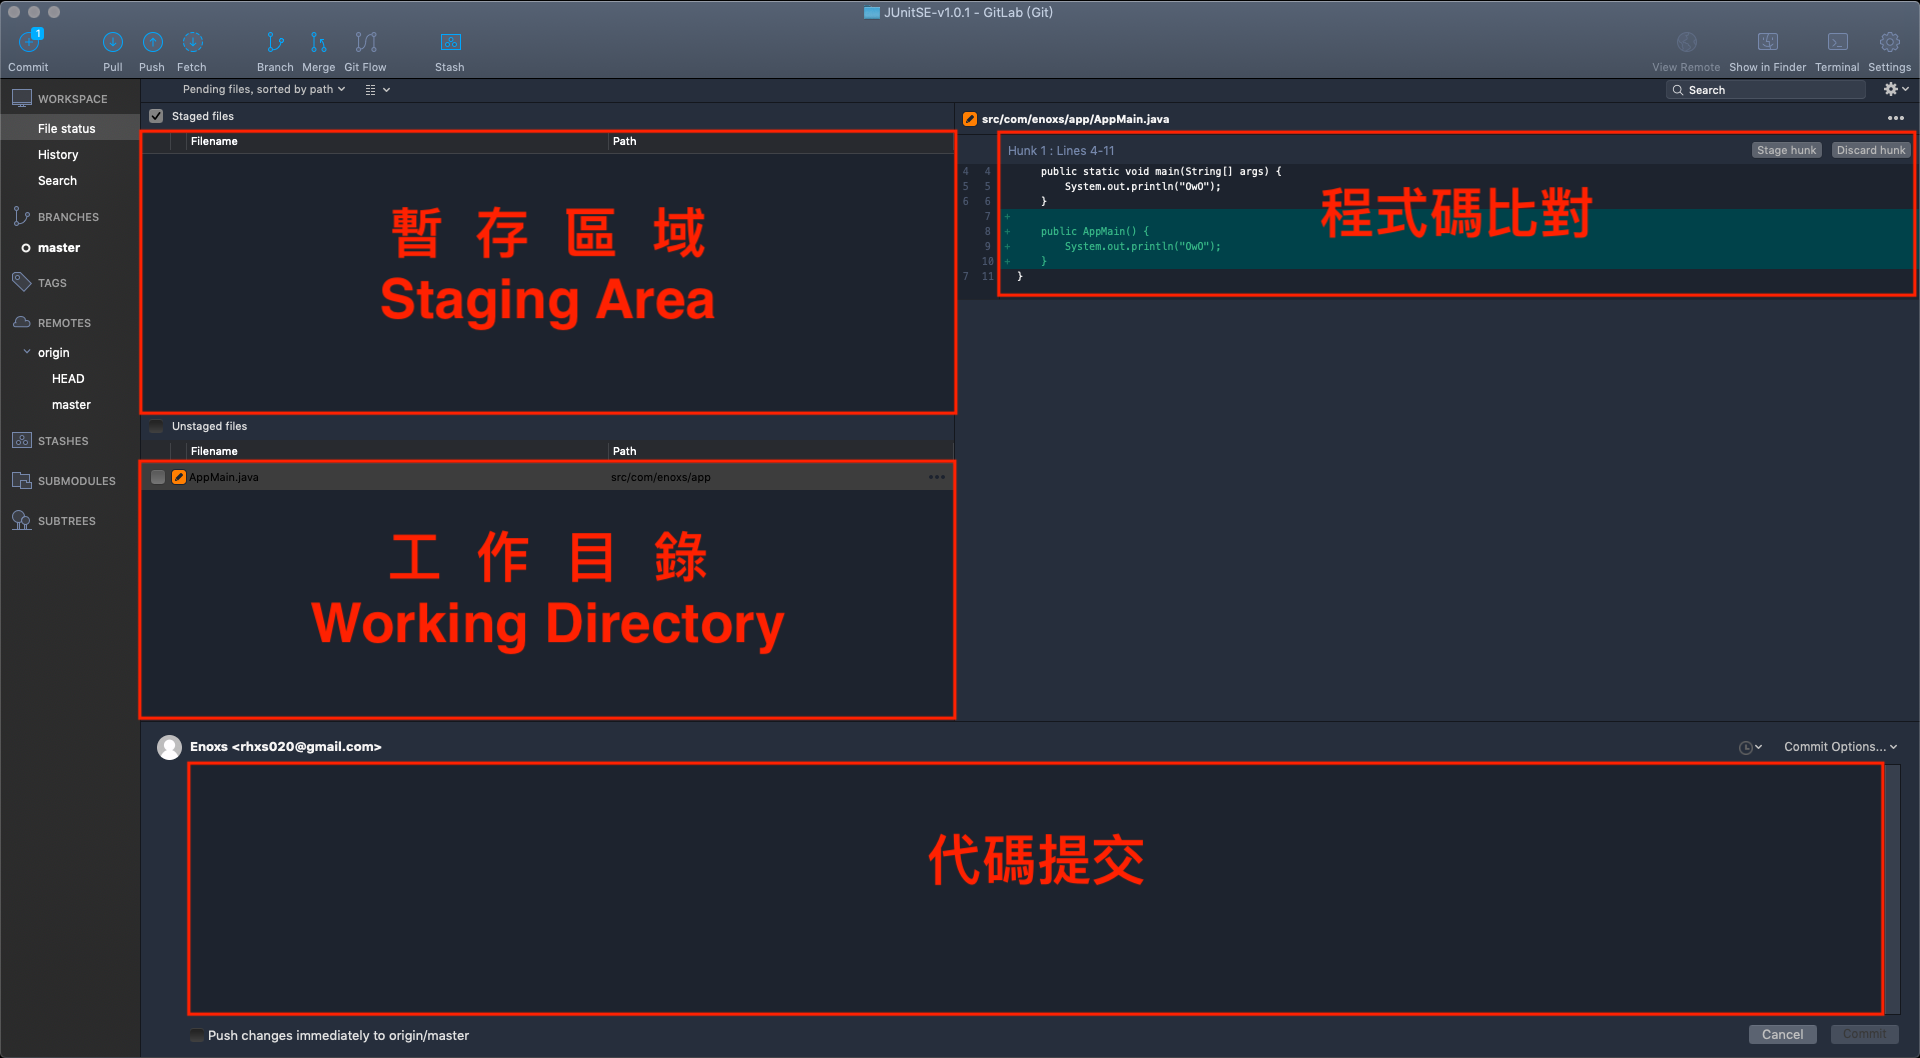 JUnitSE-v1.0.1 - GitLab (Git)
1
Commit
Pull
Push
Fetch
Branch
Merge
Git Flow
Stash
View Remote
Show in Finder
Terminal
Settings
WORKSPACE
File status
History
Search
BRANCHES
master
TAGS
REMOTES
origin
HEAD
master
STASHES
SUBMODULES
SUBTREES
Pending files, sorted by path
Search
Staged files
Filename
Path
暫 存 區 域
Staging Area
Unstaged files
Filename
Path
AppMain.java
src/com/enoxs/app
工 作 目 錄
Working Directory
src/com/enoxs/app/AppMain.java
Hunk 1 : Lines 4-11
Stage hunk
Discard hunk
4 4 public static void main(String[] args) {
5 5 System.out.println("OwO");
6 6 }
7 +
8 + public AppMain() {
9 + System.out.println("OwO");
10 + }
7 11 }
程式碼比對
Enoxs <rhxs020@gmail.com>
Commit Options...
代碼提交
Push changes immediately to origin/master
Cancel
Commit